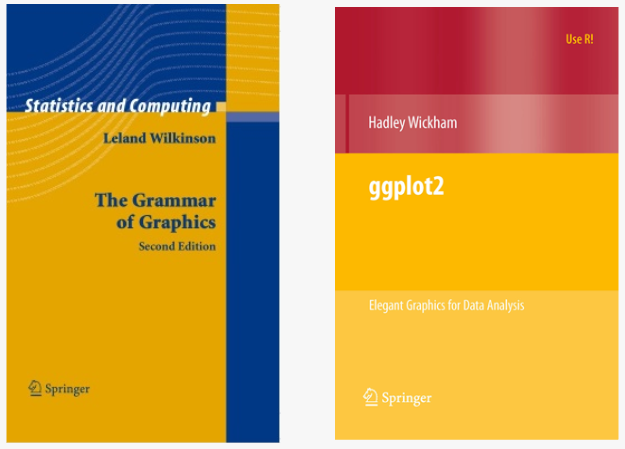 Statistics and Computing
Leland Wilkinson
The Grammar
of Graphics
Second Edition
Springer
Use R!
Hadley Wickham
ggplot2
Elegant Graphics for Data Analysis
Springer